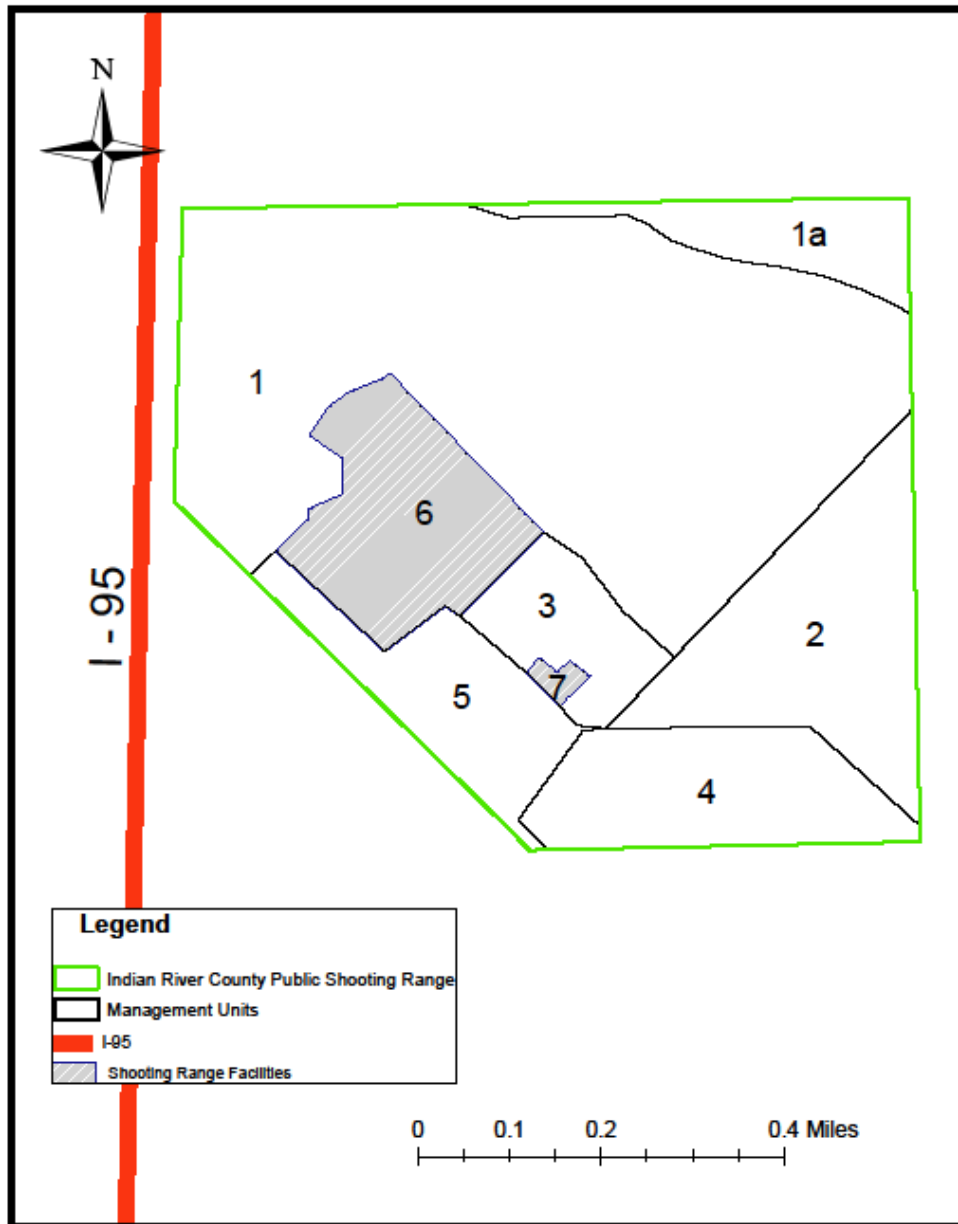 N
1a
1
6
3
2
7
5
4
I - 95
Legend
Indian River County Public Shooting Range
Management Units
I-95
Shooting Range Facilities
0 0.1 0.2 0.4 Miles